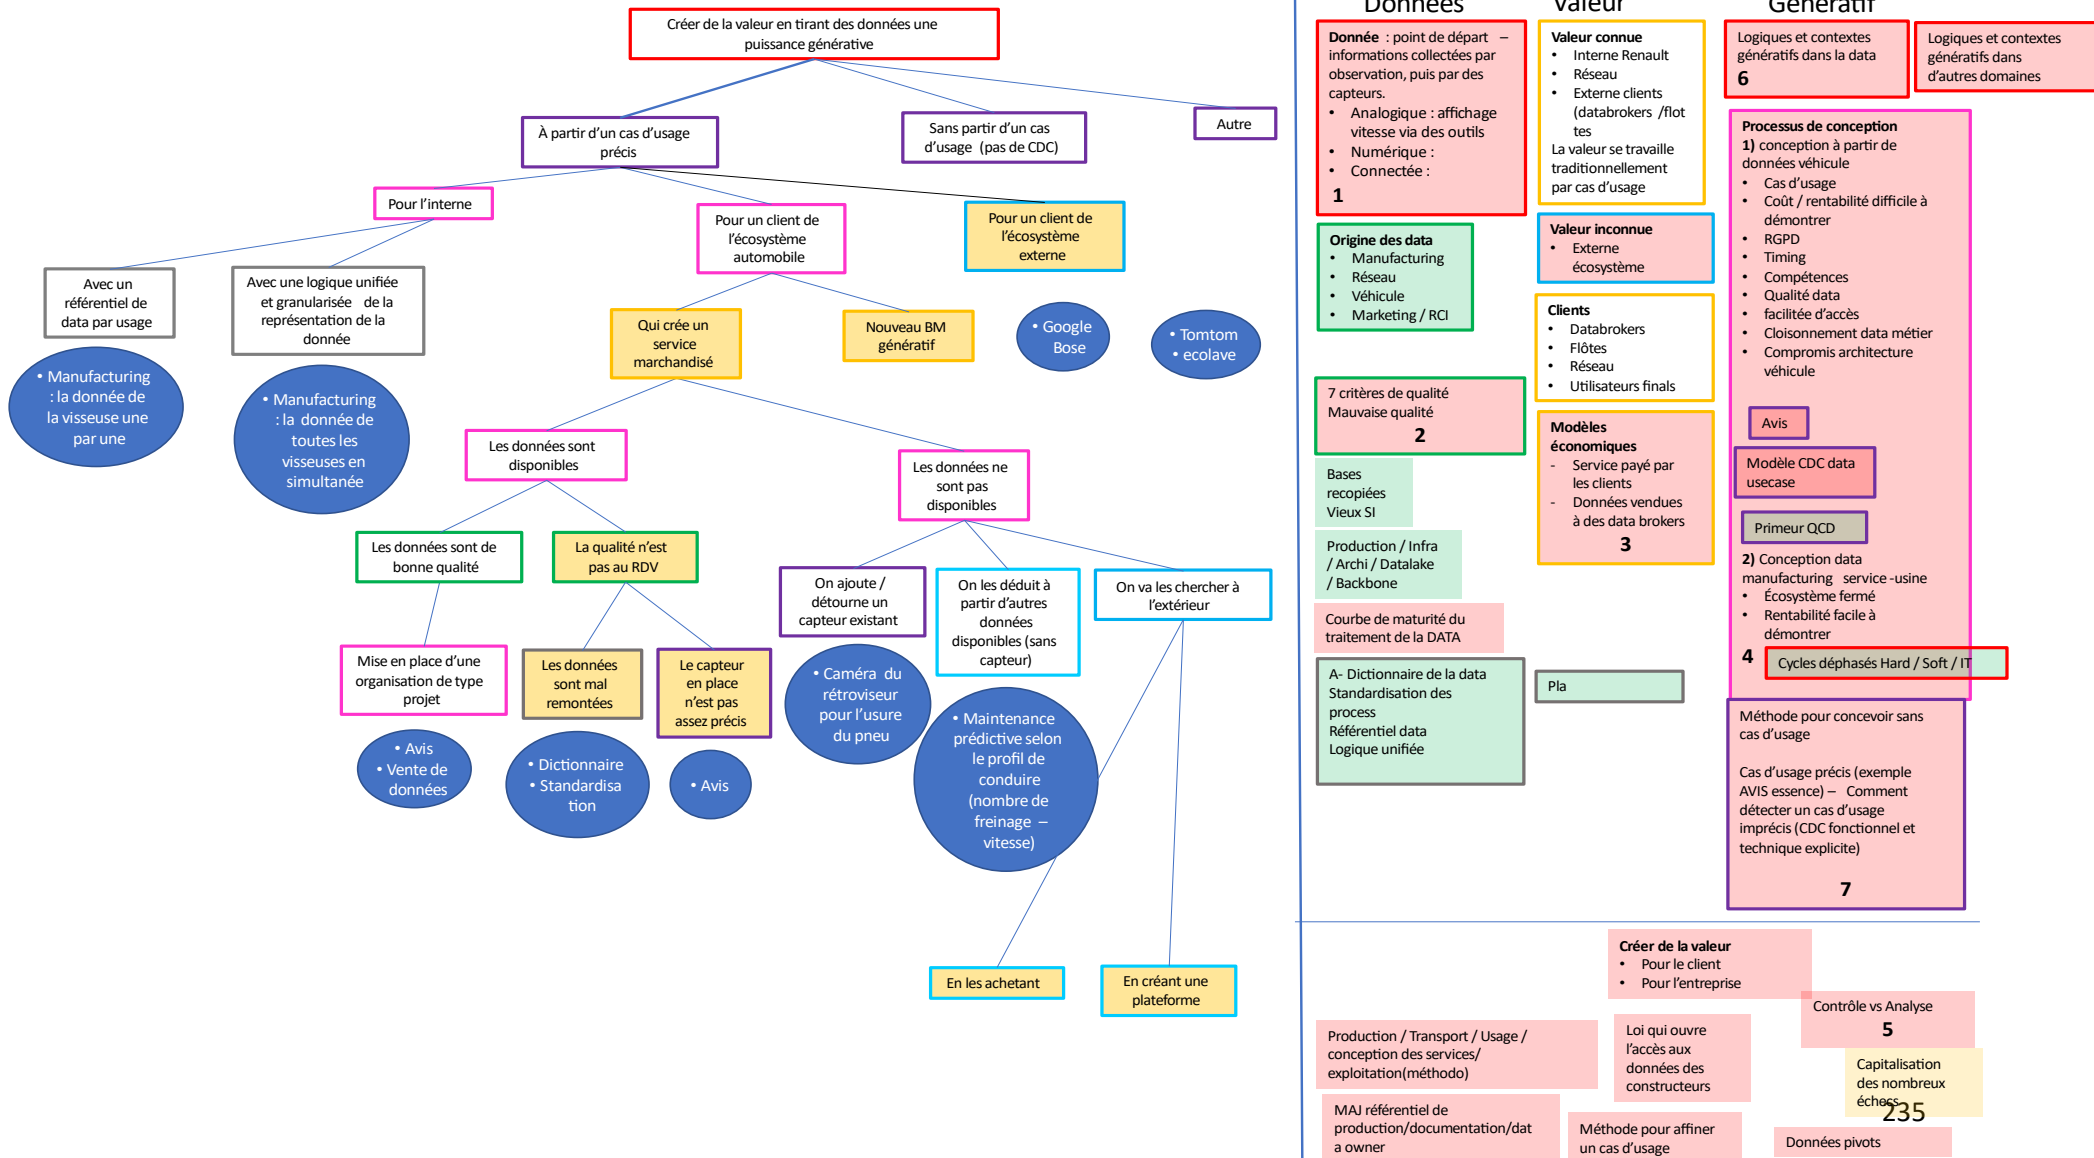 Créer de la valeur en tirant des données une
puissance générative
À partir d'un cas d'usage
précis
Sans partir d'un cas
d'usage (pas de CDC)
Autre
Pour l'interne
Pour un client de
l'écosystème
automobile
Pour un client de
l'écosystème
externe
Avec un
référentiel de
data par usage
Avec une logique unifiée
et granularisée de la
représentation de la
donnée
Qui crée un
service
marchandisé
Nouveau BM
génératif
• Google
Bose
• Tomtom
• ecolave
• Manufacturing
: la donnée de
la visseuse une
par une
• Manufacturing
: la donnée de
toutes les
visseuses en
simultanée
Les données sont
disponibles
Les données ne
sont pas
disponibles
Les données sont de
bonne qualité
La qualité n'est
pas au RDV
On ajoute /
détourne un
capteur existant
On les déduit à
partir d'autres
données
disponibles (sans
capteur)
On va les chercher à
l'extérieur
Mise en place d'une
organisation de type
projet
Les données
sont mal
remontées
Le capteur
en place
n'est pas
assez précis
• Caméra du
rétroviseur
pour l'usure
du pneu
• Maintenance
prédictive selon
le profil de
conduire
(nombre de
freinage –
vitesse)
• Avis
• Vente de
données
• Dictionnaire
• Standardisa
tion
• Avis
En les achetant
En créant une
plateforme
Données
Valeur
Génératif
Donnée : point de départ –
informations collectées par
observation, puis par des
capteurs.
• Analogique : affichage
vitesse via des outils
• Numérique :
• Connectée :
1
Origine des data
• Manufacturing
• Réseau
• Véhicule
• Marketing / RCI
7 critères de qualité
Mauvaise qualité
2
Bases
recopiées
Vieux SI
Production / Infra
/ Archi / Datalake
/ Backbone
Courbe de maturité du
traitement de la DATA
A- Dictionnaire de la data
Standardisation des
process
Référentiel data
Logique unifiée
Valeur connue
• Interne Renault
• Réseau
• Externe clients
(databrokers /flot
tes
La valeur se travaille
traditionnellement
par cas d'usage
Valeur inconnue
• Externe
écosystème
Clients
• Databrokers
• Flôtes
• Réseau
• Utilisateurs finals
Modèles
économiques
- Service payé par
les clients
- Données vendues
à des data brokers
3
Pla
Logiques et contextes
génératifs dans la data
6
Logiques et contextes
génératifs dans
d'autres domaines
Processus de conception
1) conception à partir de
données véhicule
• Cas d'usage
• Coût / rentabilité difficile à
démontrer
• RGPD
• Timing
• Compétences
• Qualité data
• facilitée d'accès
• Cloisonnement data métier
• Compromis architecture
véhicule
Avis
Modèle CDC data
usecase
Primeur QCD
2) Conception data
manufacturing service -usine
• Écosystème fermé
• Rentabilité facile à
démontrer
4
Cycles déphasés Hard / Soft / IT
Méthode pour concevoir sans
cas d'usage
Cas d'usage précis (exemple
AVIS essence) – Comment
détecter un cas d'usage
imprécis (CDC fonctionnel et
technique explicite)
7
Créer de la valeur
• Pour le client
• Pour l'entreprise
Contrôle vs Analyse
5
Production / Transport / Usage /
conception des services/
exploitation(méthodo)
Loi qui ouvre
l'accès aux
données des
constructeurs
Capitalisation
des nombreux
échecs
235
MAJ référentiel de
production/documentation/dat
a owner
Méthode pour affiner
un cas d'usage
Données pivots